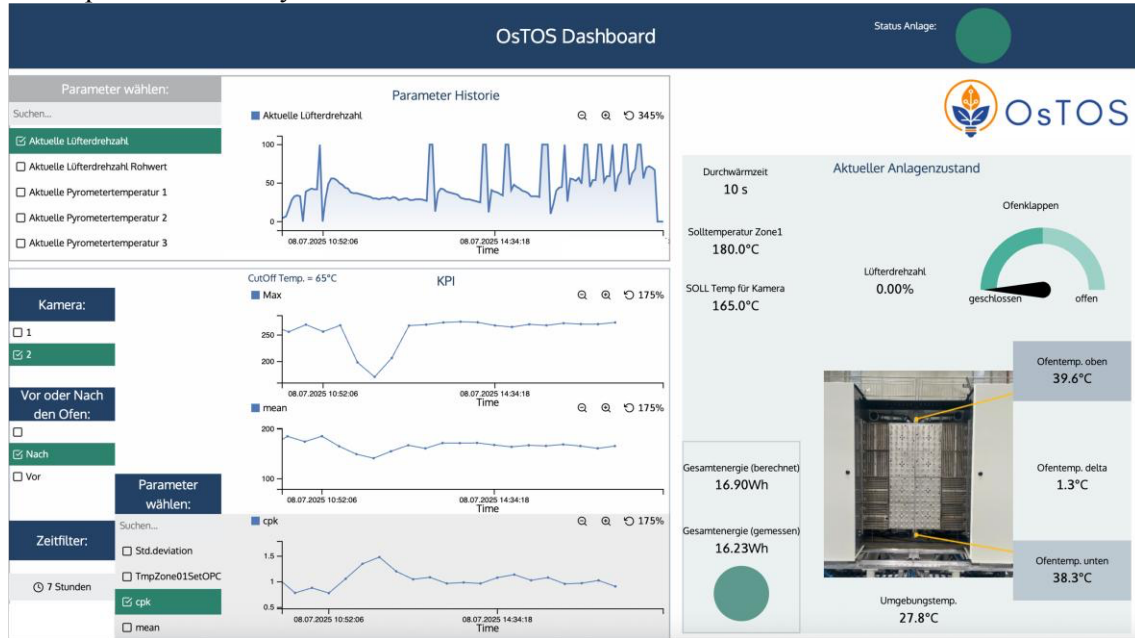 OsTOS Dashboard
Status Anlage:
Parameter wählen:
Suchen...
Aktuelle Lüfterdrehzahl
Aktuelle Lüfterdrehzahl Rohwert
Aktuelle Pyrometertemperatur 1
Aktuelle Pyrometertemperatur 2
Aktuelle Pyrometertemperatur 3
Parameter Historie
Aktuelle Lüfterdrehzahl
345%
100
50
0
08.07.2025 10:52:06
08.07.2025 14:34:18
Time
OsTOS
Kamera:
1
2
Vor oder Nach
den Ofen:
Nach
Vor
Zeitfilter:
7 Stunden
Parameter
wählen:
Suchen...
Std.deviation
TmpZone01SetOPC
cpk
mean
CutOff Temp. = 65°C
KPI
Max
175%
250
200
08.07.2025 10:52:06
08.07.2025 14:34:18
Time
mean
175%
200
100
08.07.2025 10:52:06
08.07.2025 14:34:18
Time
cpk
175%
1.5
1
0.5
08.07.2025 10:52:06
08.07.2025 14:34:18
Time
Aktueller Anlagenzustand
Durchwärmzeit
10 s
Solltemperatur Zone1
180.0°C
SOLL Temp für Kamera
165.0°C
Lüfterdrehzahl
0.00%
Ofenklappen
geschlossen
offen
Ofentemp. oben
39.6°C
Ofentemp. delta
1.3°C
Ofentemp. unten
38.3°C
Gesamtenergie (berechnet)
16.90Wh
Gesamtenergie (gemessen)
16.23Wh
Umgebungstemp.
27.8°C